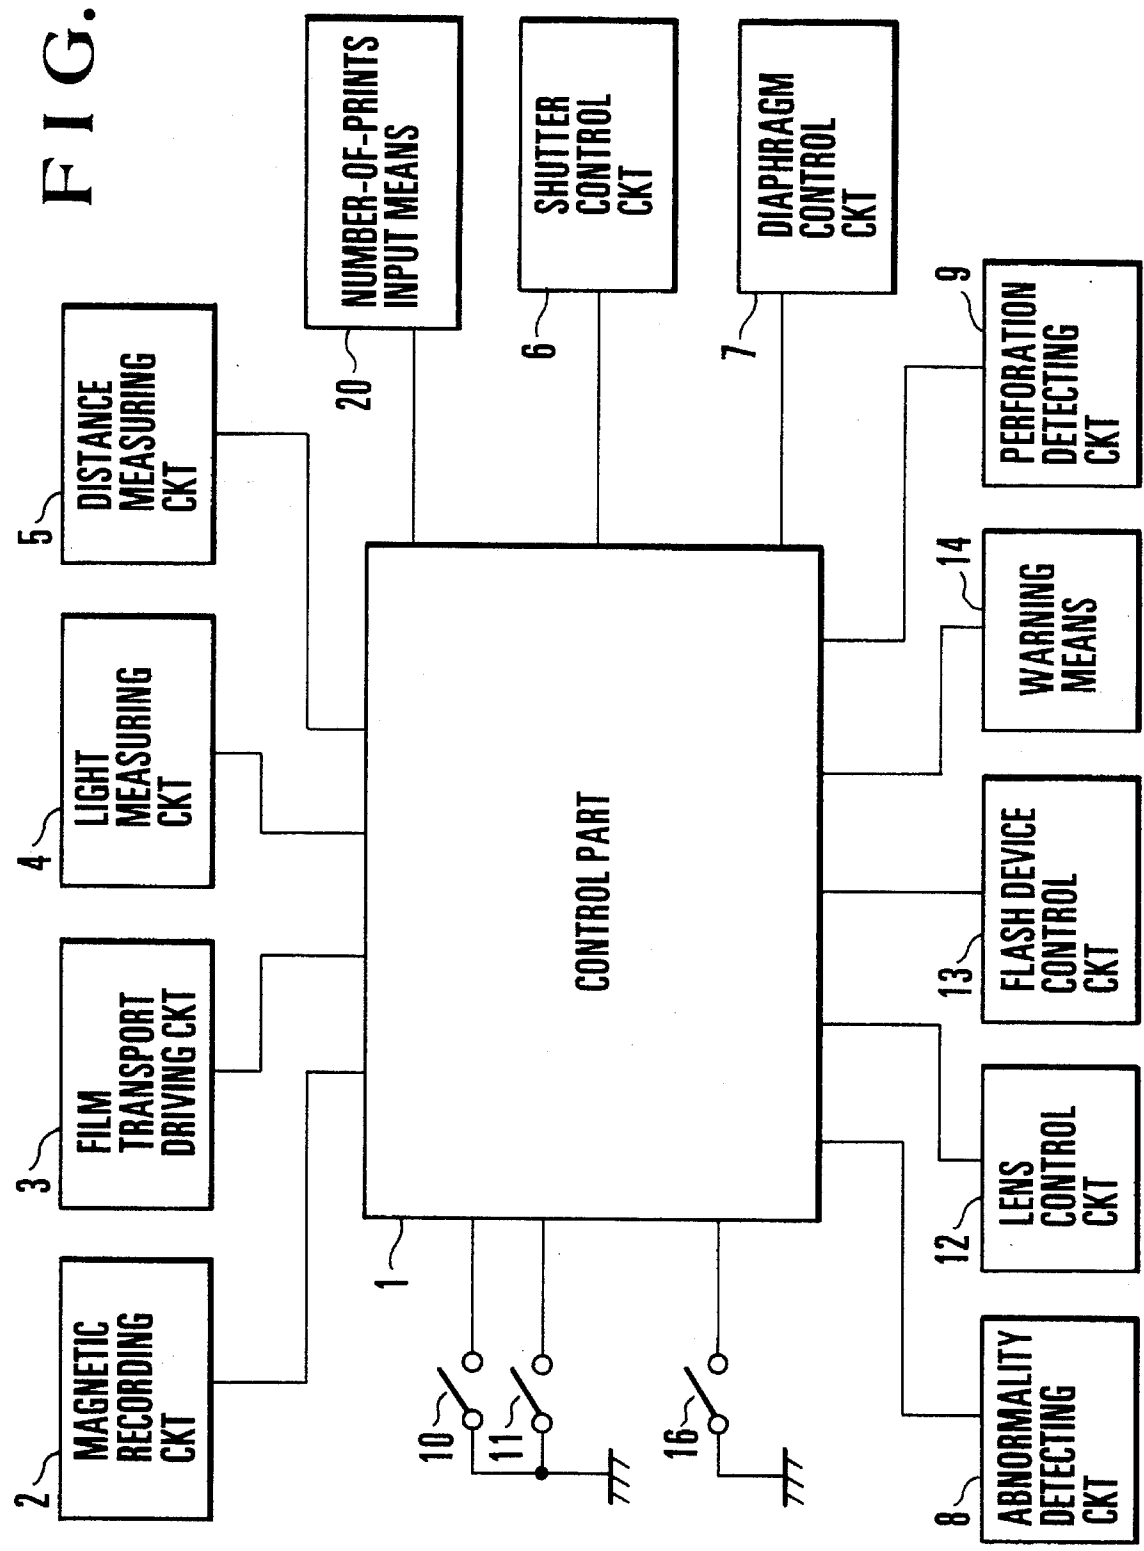 FIG.
2
MAGNETIC
RECORDING
CKT
3
FILM
TRANSPORT
DRIVING CKT
4
LIGHT
MEASURING
CKT
5
DISTANCE
MEASURING
CKT
20
NUMBER-OF-PRINTS
INPUT MEANS
6
SHUTTER
CONTROL
CKT
7
DIAPHRAGM
CONTROL
CKT
1
CONTROL PART
10
11
16
8
ABNORMALITY
DETECTING
CKT
12
LENS
CONTROL
CKT
13
FLASH DEVICE
CONTROL
CKT
14
WARNING
MEANS
9
PERFORATION
DETECTING
CKT